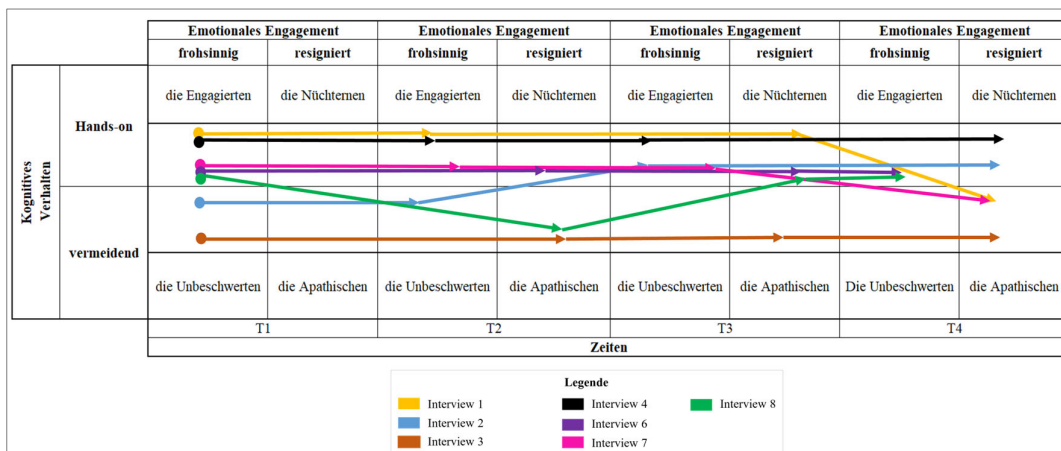 Emotionales Engagement Emotionales Engagement Emotionales Engagement Emotionales Engagement
frohsinnig resigniert frohsinnig resigniert frohsinnig resigniert frohsinnig resigniert
Kognitives
Verhalten
Hands-on
die Engagierten die Nüchternen die Engagierten die Nüchternen die Engagierten die Nüchternen die Engagierten die Nüchternen
vermeidend
die Unbeschwerten die Apathischen die Unbeschwerten die Apathischen die Unbeschwerten die Apathischen Die Unbeschwerten die Apathischen
T1 T2 T3 T4
Zeiten
Legende
Interview 1 Interview 4 Interview 8
Interview 2 Interview 6
Interview 3 Interview 7